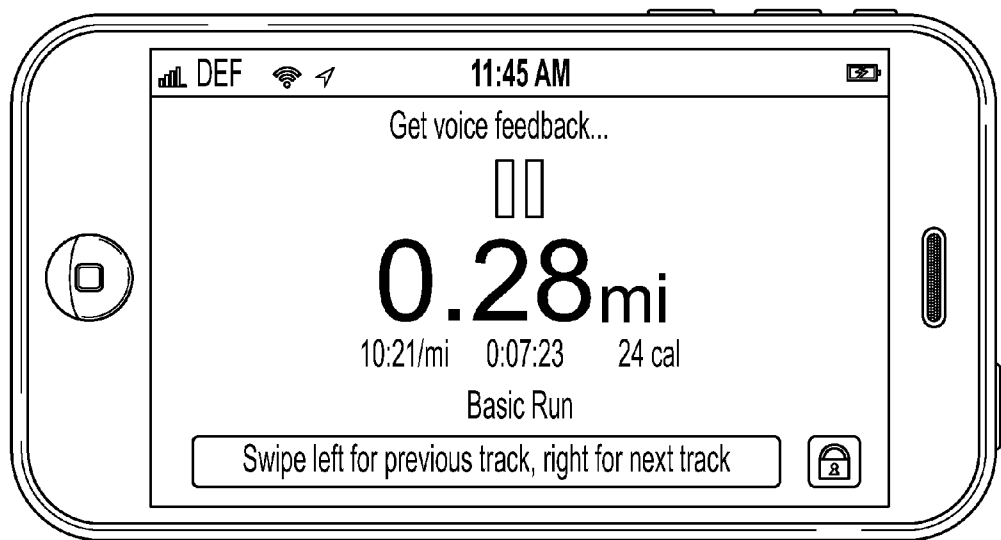 DEF 11:45 AM
Get voice feedback...
0.28mi
10:21/mi 0:07:23 24 cal
Basic Run
Swipe left for previous track, right for next track